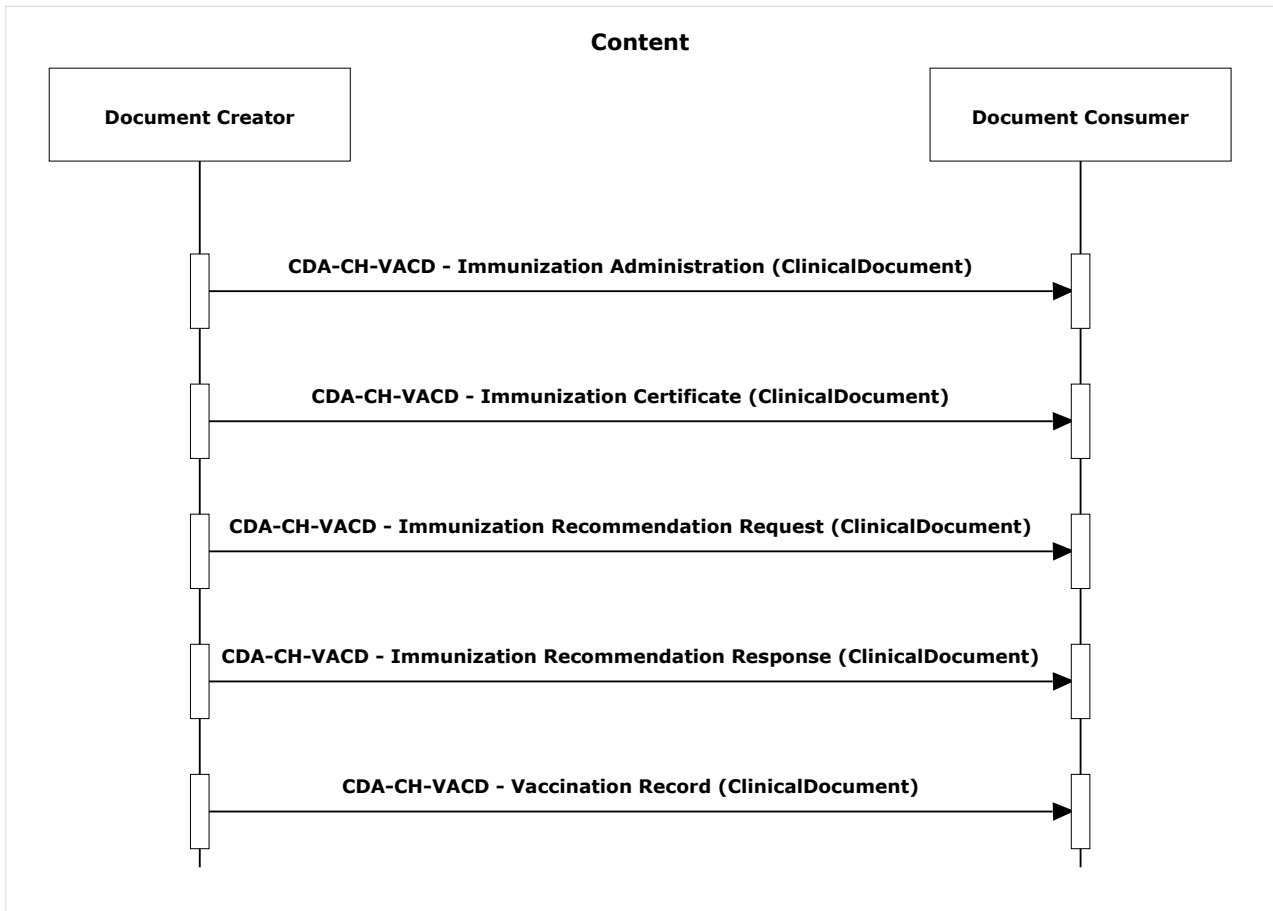 Content
Document Creator
Document Consumer
CDA-CH-VACD - Immunization Administration (ClinicalDocument)
CDA-CH-VACD - Immunization Certificate (ClinicalDocument)
CDA-CH-VACD - Immunization Recommendation Request (ClinicalDocument)
CDA-CH-VACD - Immunization Recommendation Response (ClinicalDocument)
CDA-CH-VACD - Vaccination Record (ClinicalDocument)